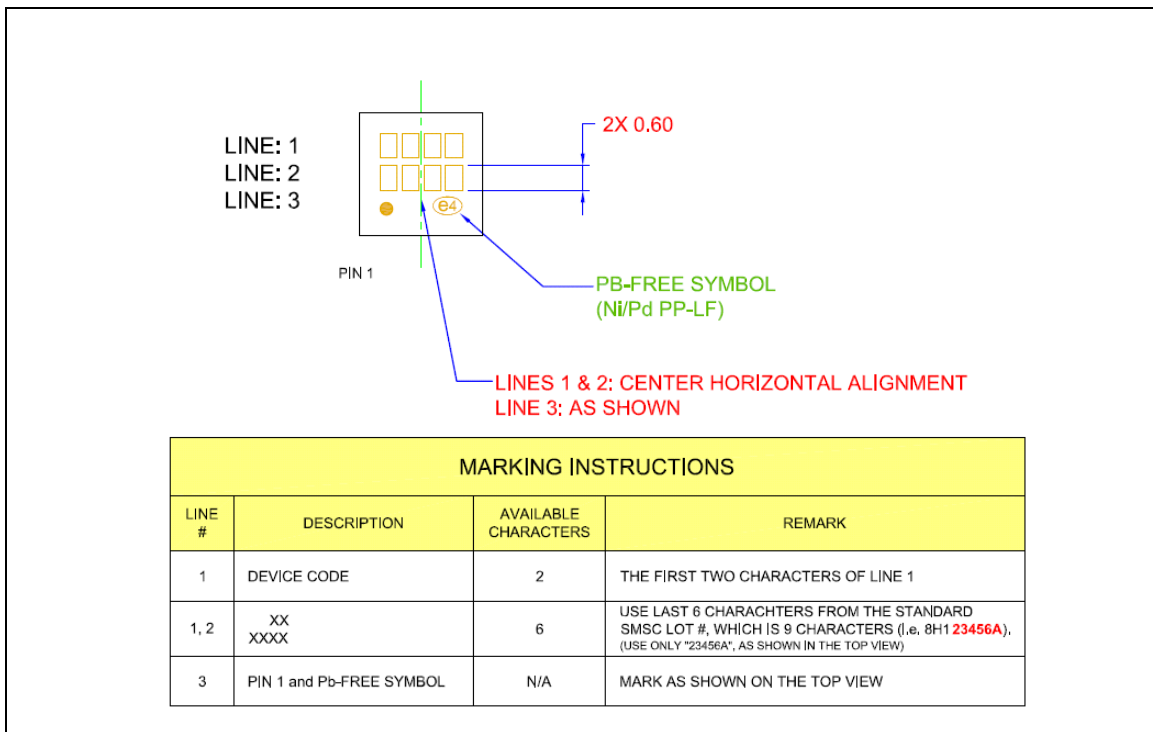 LINE: 1
LINE: 2
LINE: 3
e4
PIN 1
2X 0.60
PB-FREE SYMBOL
(Ni/Pd PP-LF)
LINES 1 & 2: CENTER HORIZONTAL ALIGNMENT
LINE 3: AS SHOWN
MARKING INSTRUCTIONS
LINE # DESCRIPTION AVAILABLE CHARACTERS REMARK
1 DEVICE CODE 2 THE FIRST TWO CHARACTERS OF LINE 1
1, 2 XX XXXX 6 USE LAST 6 CHARACHTERS FROM THE STANDARD
SMSC LOT #, WHICH IS 9 CHARACTERS (i.e. 8H123456A).
(USE ONLY "23456A", AS SHOWN IN THE TOP VIEW)
3 PIN 1 and Pb-FREE SYMBOL N/A MARK AS SHOWN ON THE TOP VIEW